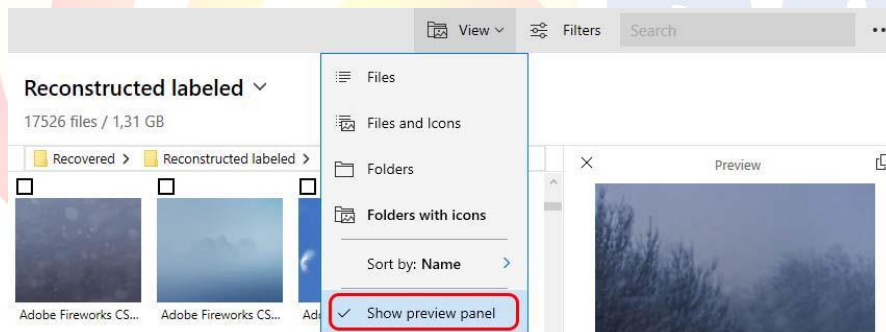 View
Filters
Search
Reconstructed labeled
17526 files / 1,31 GB
Recovered > Reconstructed labeled >
Files
Files and Icons
Folders
Folders with icons
Sort by: Name >
Show preview panel
Preview
Adobe Fireworks CS...
Adobe Fireworks CS...